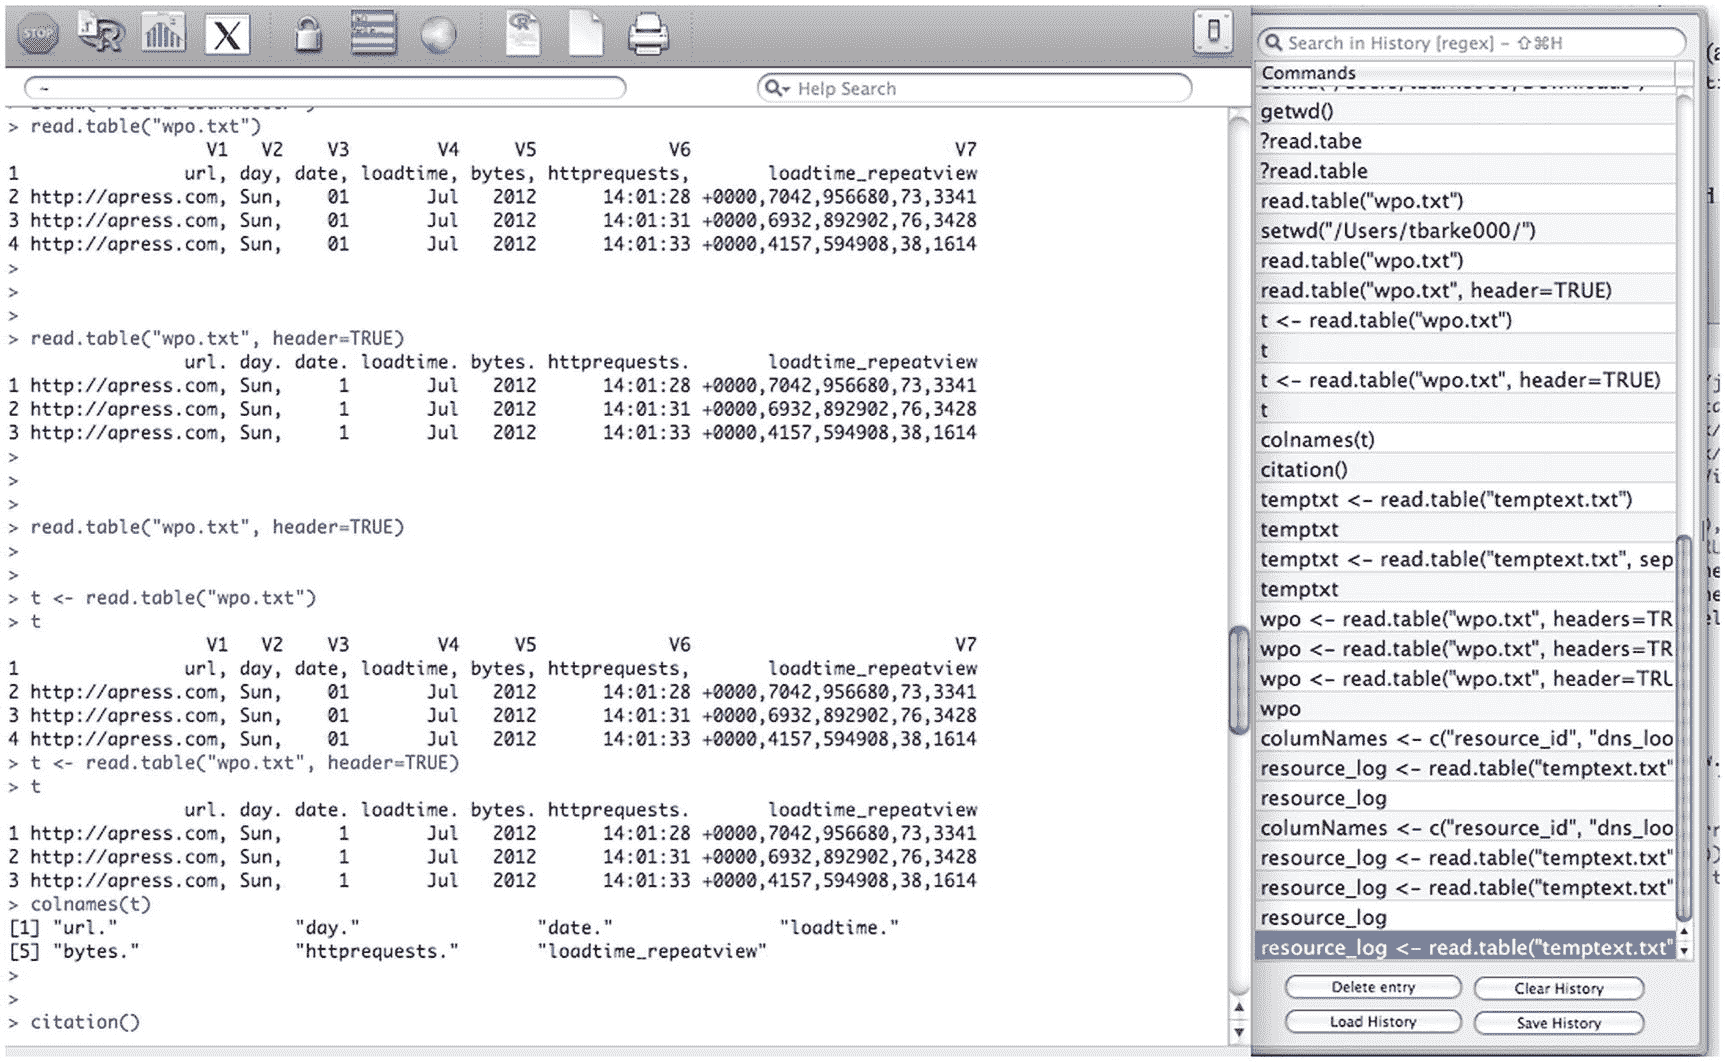 STOP
R
X
R
~
Help Search
> read.table("wpo.txt")
V1 V2 V3 V4 V5 V6 V7
1 url, day, date, loadtime, bytes, httprequests, loadtime_repeatview
2 http://apress.com, Sun, 01 Jul 2012 14:01:28 +0000,7042,956680,73,3341
3 http://apress.com, Sun, 01 Jul 2012 14:01:31 +0000,6932,892902,76,3428
4 http://apress.com, Sun, 01 Jul 2012 14:01:33 +0000,4157,594908,38,1614
>
>
>
> read.table("wpo.txt", header=TRUE)
url. day. date. loadtime. bytes. httprequests. loadtime_repeatview
1 http://apress.com, Sun, 1 Jul 2012 14:01:28 +0000,7042,956680,73,3341
2 http://apress.com, Sun, 1 Jul 2012 14:01:31 +0000,6932,892902,76,3428
3 http://apress.com, Sun, 1 Jul 2012 14:01:33 +0000,4157,594908,38,1614
>
>
>
> read.table("wpo.txt", header=TRUE)
>
>
> t <- read.table("wpo.txt")
> t
V1 V2 V3 V4 V5 V6 V7
1 url, day, date, loadtime, bytes, httprequests, loadtime_repeatview
2 http://apress.com, Sun, 01 Jul 2012 14:01:28 +0000,7042,956680,73,3341
3 http://apress.com, Sun, 01 Jul 2012 14:01:31 +0000,6932,892902,76,3428
4 http://apress.com, Sun, 01 Jul 2012 14:01:33 +0000,4157,594908,38,1614
> t <- read.table("wpo.txt", header=TRUE)
> t
url. day. date. loadtime. bytes. httprequests. loadtime_repeatview
1 http://apress.com, Sun, 1 Jul 2012 14:01:28 +0000,7042,956680,73,3341
2 http://apress.com, Sun, 1 Jul 2012 14:01:31 +0000,6932,892902,76,3428
3 http://apress.com, Sun, 1 Jul 2012 14:01:33 +0000,4157,594908,38,1614
> colnames(t)
[1] "url." "day." "date." "loadtime."
[5] "bytes." "httprequests." "loadtime_repeatview"
>
>
> citation()
Search in History [regex] – ⇧⌘H
Commands
setwd("/Users/tbarke000/Downloads")
getwd()
?read.tabe
?read.table
read.table("wpo.txt")
setwd("/Users/tbarke000/")
read.table("wpo.txt")
read.table("wpo.txt", header=TRUE)
t <- read.table("wpo.txt")
t
t <- read.table("wpo.txt", header=TRUE)
t
colnames(t)
citation()
temptxt <- read.table("temptext.txt")
temptxt
temptxt <- read.table("temptext.txt", sep
temptxt
wpo <- read.table("wpo.txt", headers=TR
wpo <- read.table("wpo.txt", headers=TR
wpo <- read.table("wpo.txt", header=TRU
wpo
columNames <- c("resource_id", "dns_loo
resource_log <- read.table("temptext.txt"
resource_log
columNames <- c("resource_id", "dns_loo
resource_log <- read.table("temptext.txt"
resource_log <- read.table("temptext.txt"
resource_log
resource_log <- read.table("temptext.txt"
Delete entry Clear History
Load History Save History